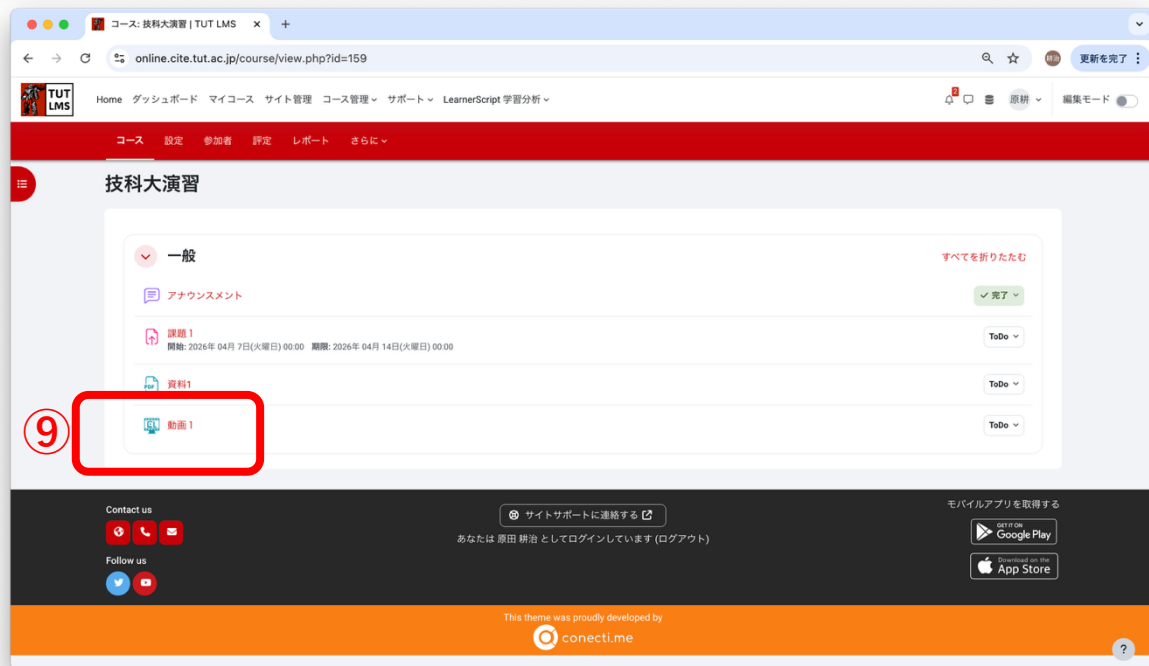 コース: 技科大演習 | TUT LMS
online.cite.tut.ac.jp/course/view.php?id=159
耕治
更新を完了
TUT LMS
Home ダッシュボード マイコース サイト管理 コース管理 サポート LearnerScript 学習分析
2
原耕
編集モード
コース 設定 参加者 評定 レポート さらに
技科大演習
一般
すべてを折りたたむ
アナウンスメント
完了
課題 1
ToDo
開始: 2026年 04月 7日(火曜日) 00:00 期限: 2026年 04月 14日(火曜日) 00:00
PDF
資料1
ToDo
⑨
動画 1
ToDo
Contact us
サイトサポートに連絡する
モバイルアプリを取得する
あなたは 原田 耕治 としてログインしています (ログアウト)
GET IT ON
Google Play
Follow us
Download on the
App Store
This theme was proudly developed by
conecti.me
?